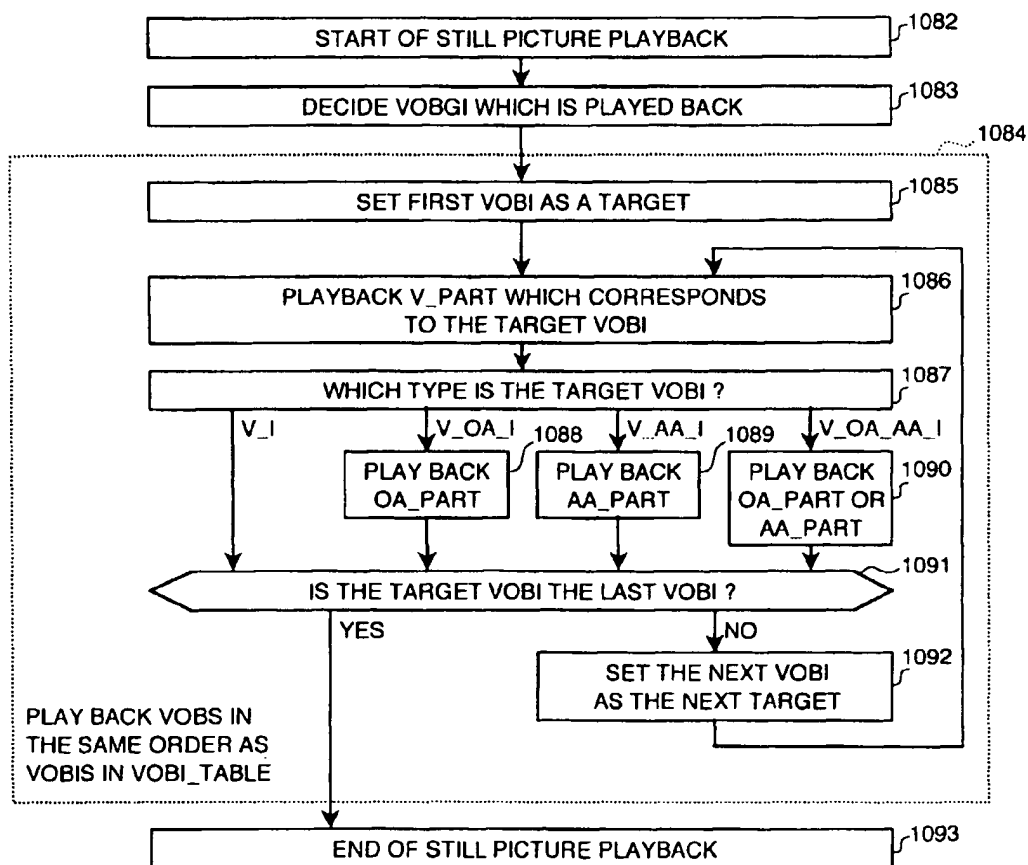 START OF STILL PICTURE PLAYBACK
1082
DECIDE VOBGI WHICH IS PLAYED BACK
1083
1084
SET FIRST VOBI AS A TARGET
1085
PLAYBACK V_PART WHICH CORRESPONDS
TO THE TARGET VOBI
1086
WHICH TYPE IS THE TARGET VOBI ?
1087
V_I
V_OA_I
V_AA_I
V_OA_AA_I
1088
1089
1090
PLAY BACK
OA_PART
PLAY BACK
AA_PART
PLAY BACK
OA_PART OR
AA_PART
1091
IS THE TARGET VOBI THE LAST VOBI ?
YES
NO
SET THE NEXT VOBI
AS THE NEXT TARGET
1092
PLAY BACK VOBS IN
THE SAME ORDER AS
VOBIS IN VOBI_TABLE
END OF STILL PICTURE PLAYBACK
1093